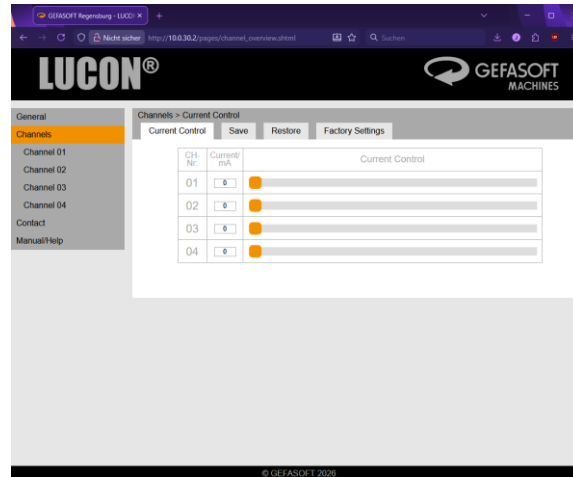 GEFASOFT Regensburg - LUCO
Nicht sicher http://10.0.30.2/pages/channel_overview.shtml Suchen
LUCON®
GEFASOFT
MACHINES
General
Channels
Channel 01
Channel 02
Channel 03
Channel 04
Contact
Manual/Help
Channels > Current Control
Current Control Save Restore Factory Settings
CH-Nr: Current/mA Current Control
01 0
02 0
03 0
04 0
© GEFASOFT 2026